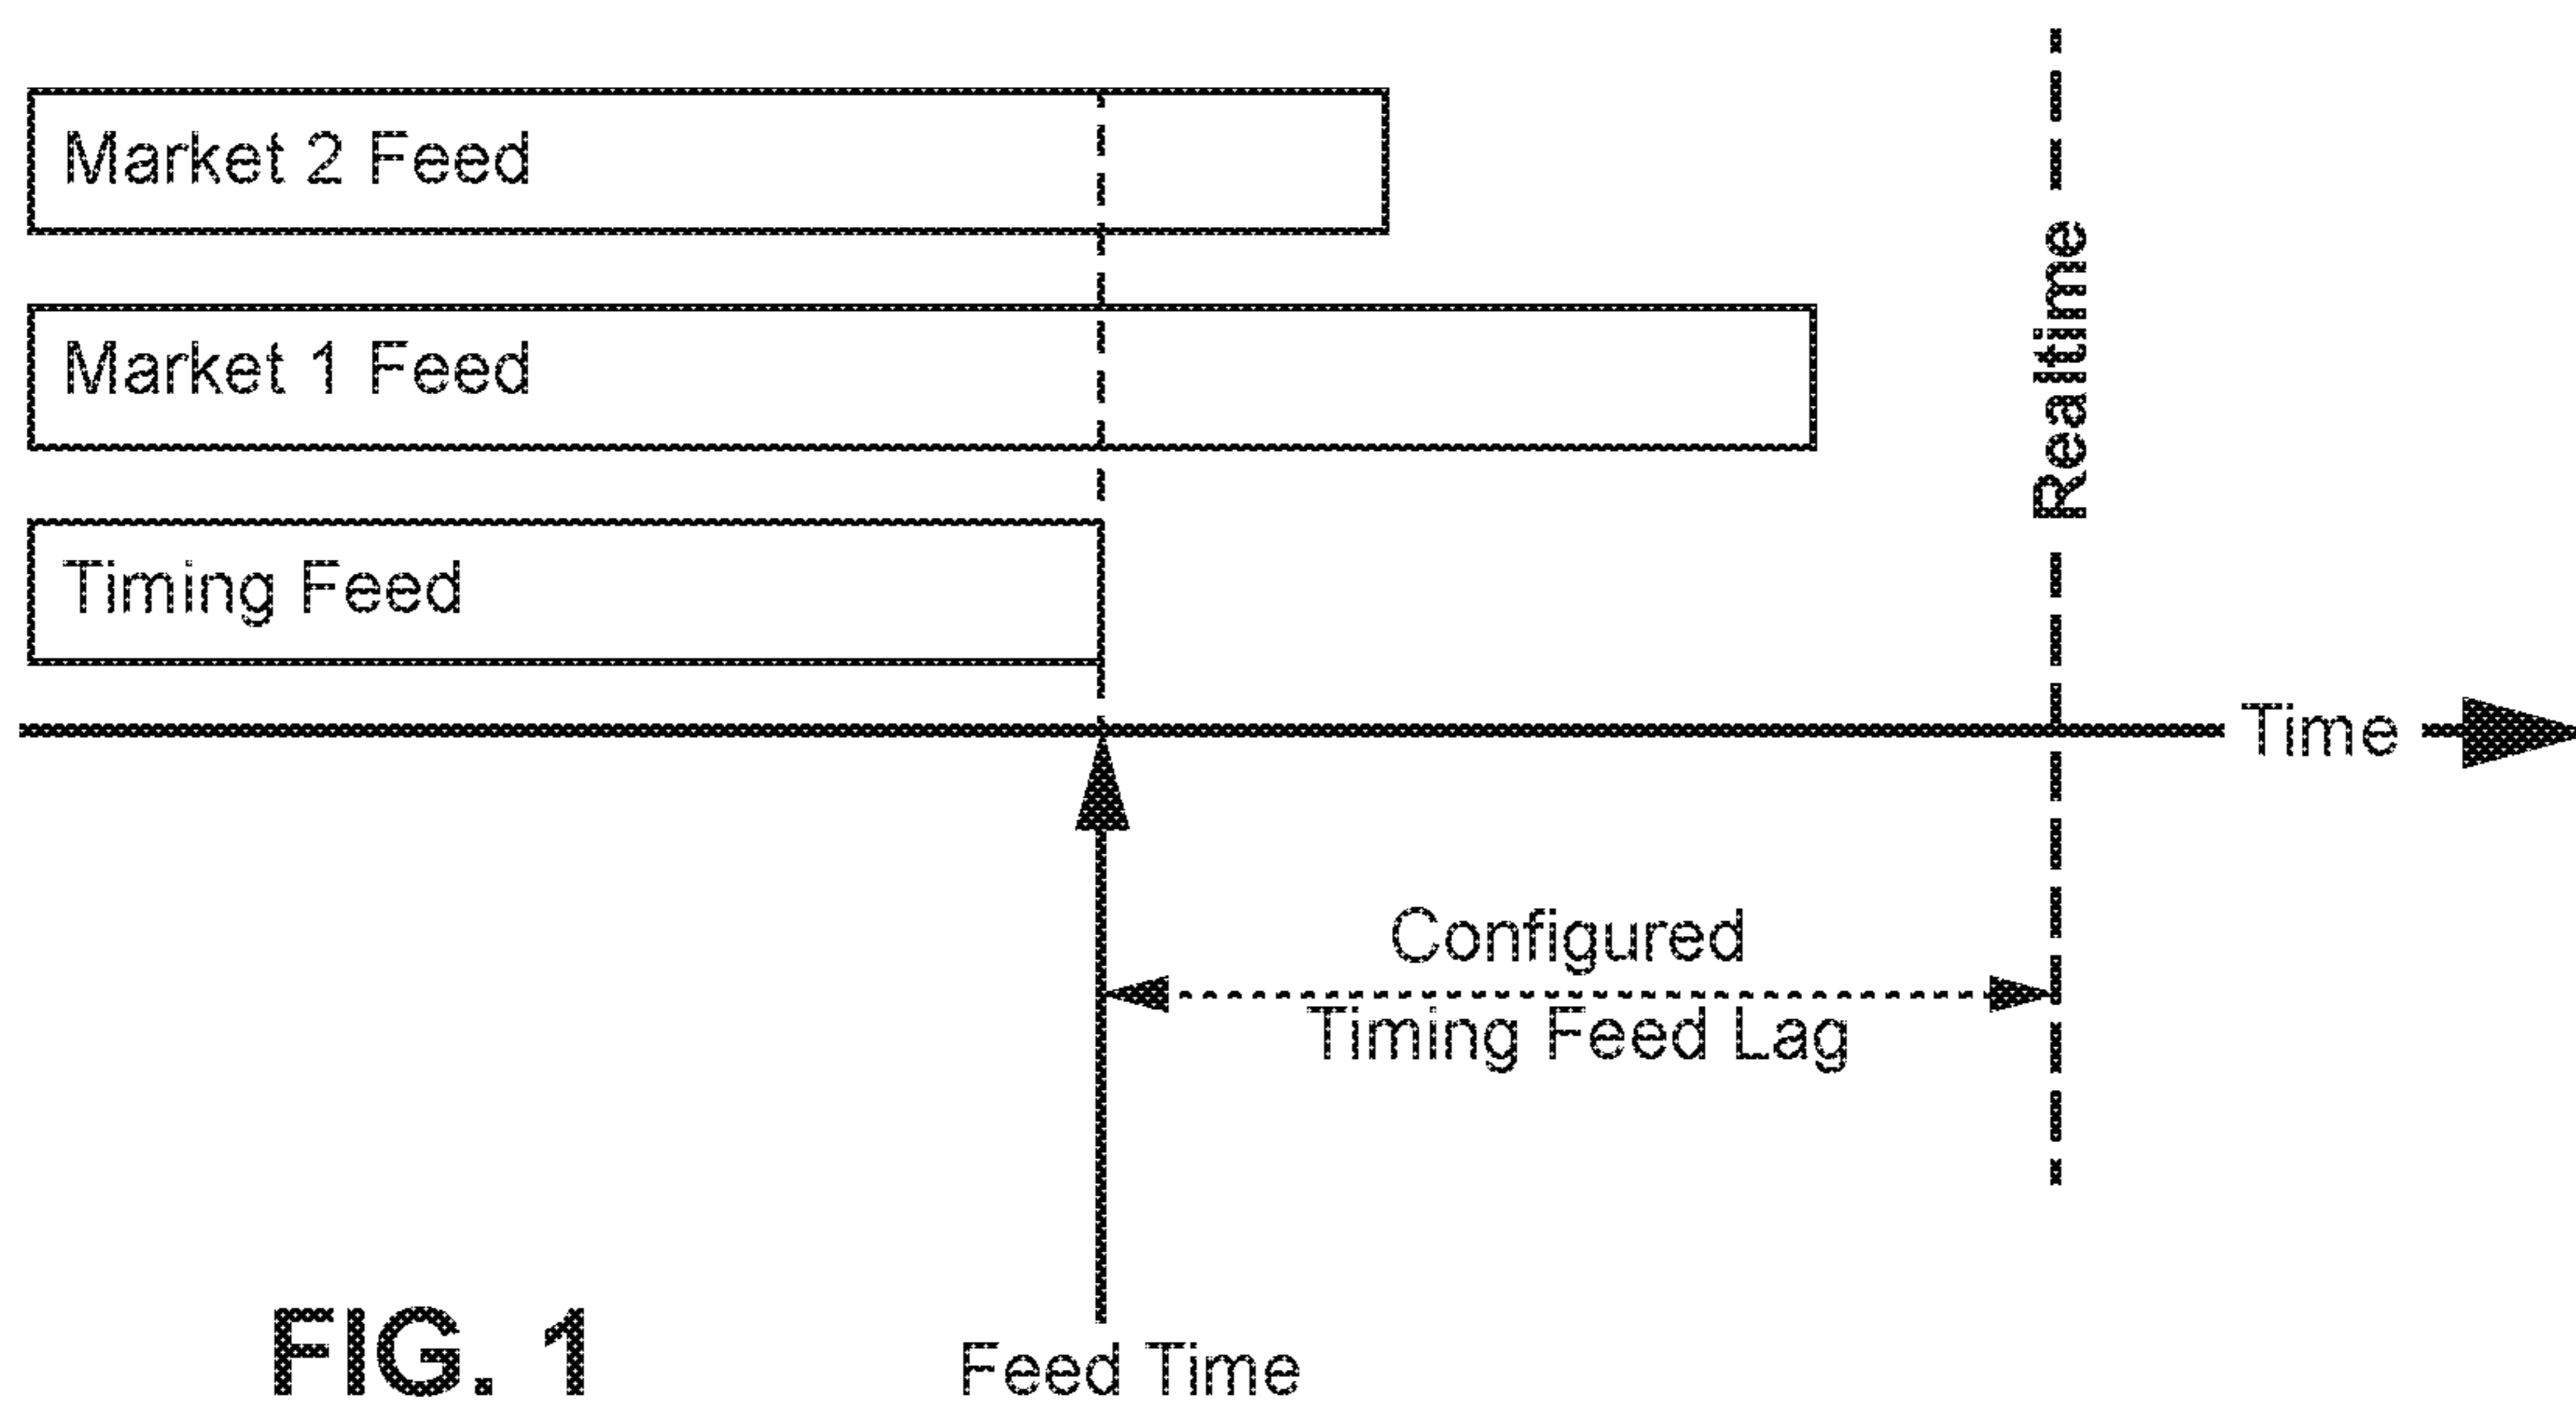 Market 2 Feed
Market 1 Feed
Realtime
Timing Feed
Time
Configured
Timing Feed Lag
Feed Time
FIG. 1